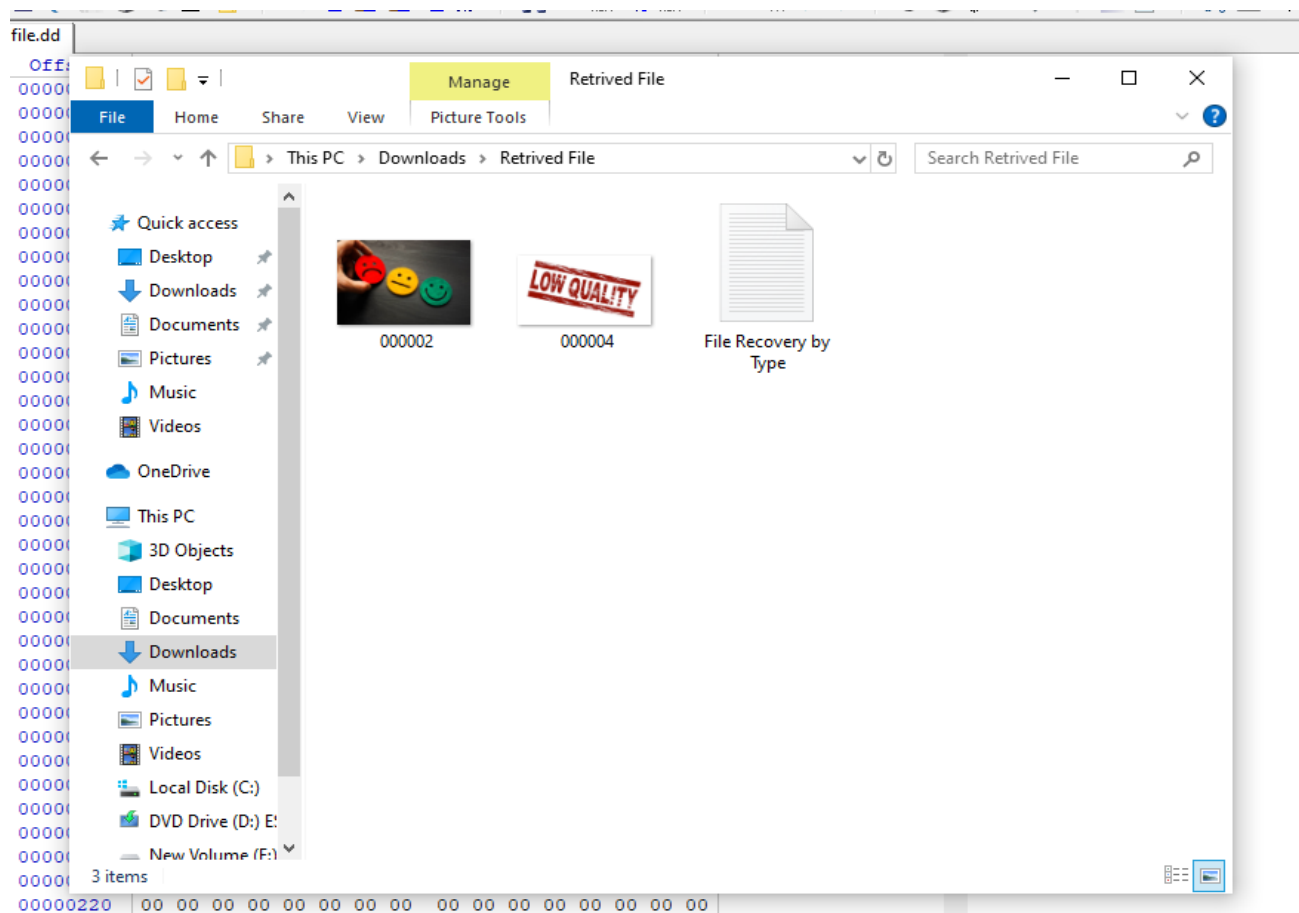 file.dd
Manage
Retrived File
File
Home
Share
View
Picture Tools
This PC > Downloads > Retrived File
Search Retrived File
Quick access
Desktop
Downloads
Documents
Pictures
Music
Videos
OneDrive
This PC
3D Objects
Desktop
Documents
Downloads
Music
Pictures
Videos
Local Disk (C:)
DVD Drive (D:) E
New Volume (E:)
LOW QUALITY
000002
000004
File Recovery by
Type
3 items
00000220 00 00 00 00 00 00 00 00 00 00 00 00 00 00 00 00